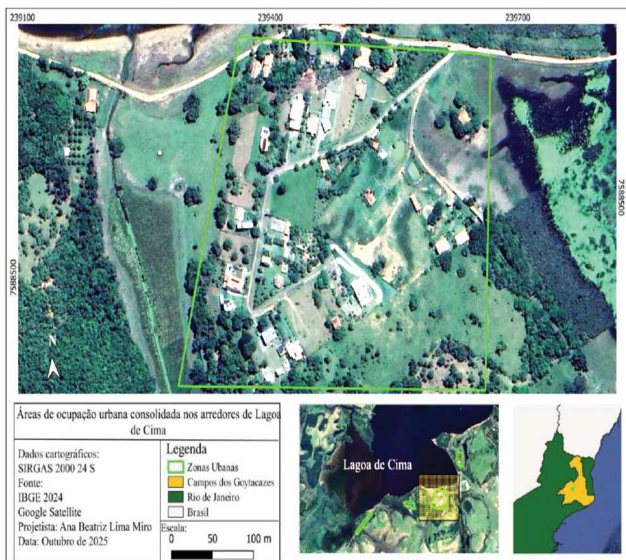 239100 239400 239700
7588500
7588500
N
Áreas de ocupação urbana consolidada nos arredores de Lagoa
de Cima
Dados cartográficos:
SIRGAS 2000 24 S
Fonte:
IBGE 2024
Google Satellite
Projetista: Ana Beatriz Lima Miro
Data: Outubro de 2025
Legenda
Zonas Ubanas
Campos dos Goytacazes
Rio de Janeiro
Brasil
Escala:
0 50 100 m
Lagoa de Cima